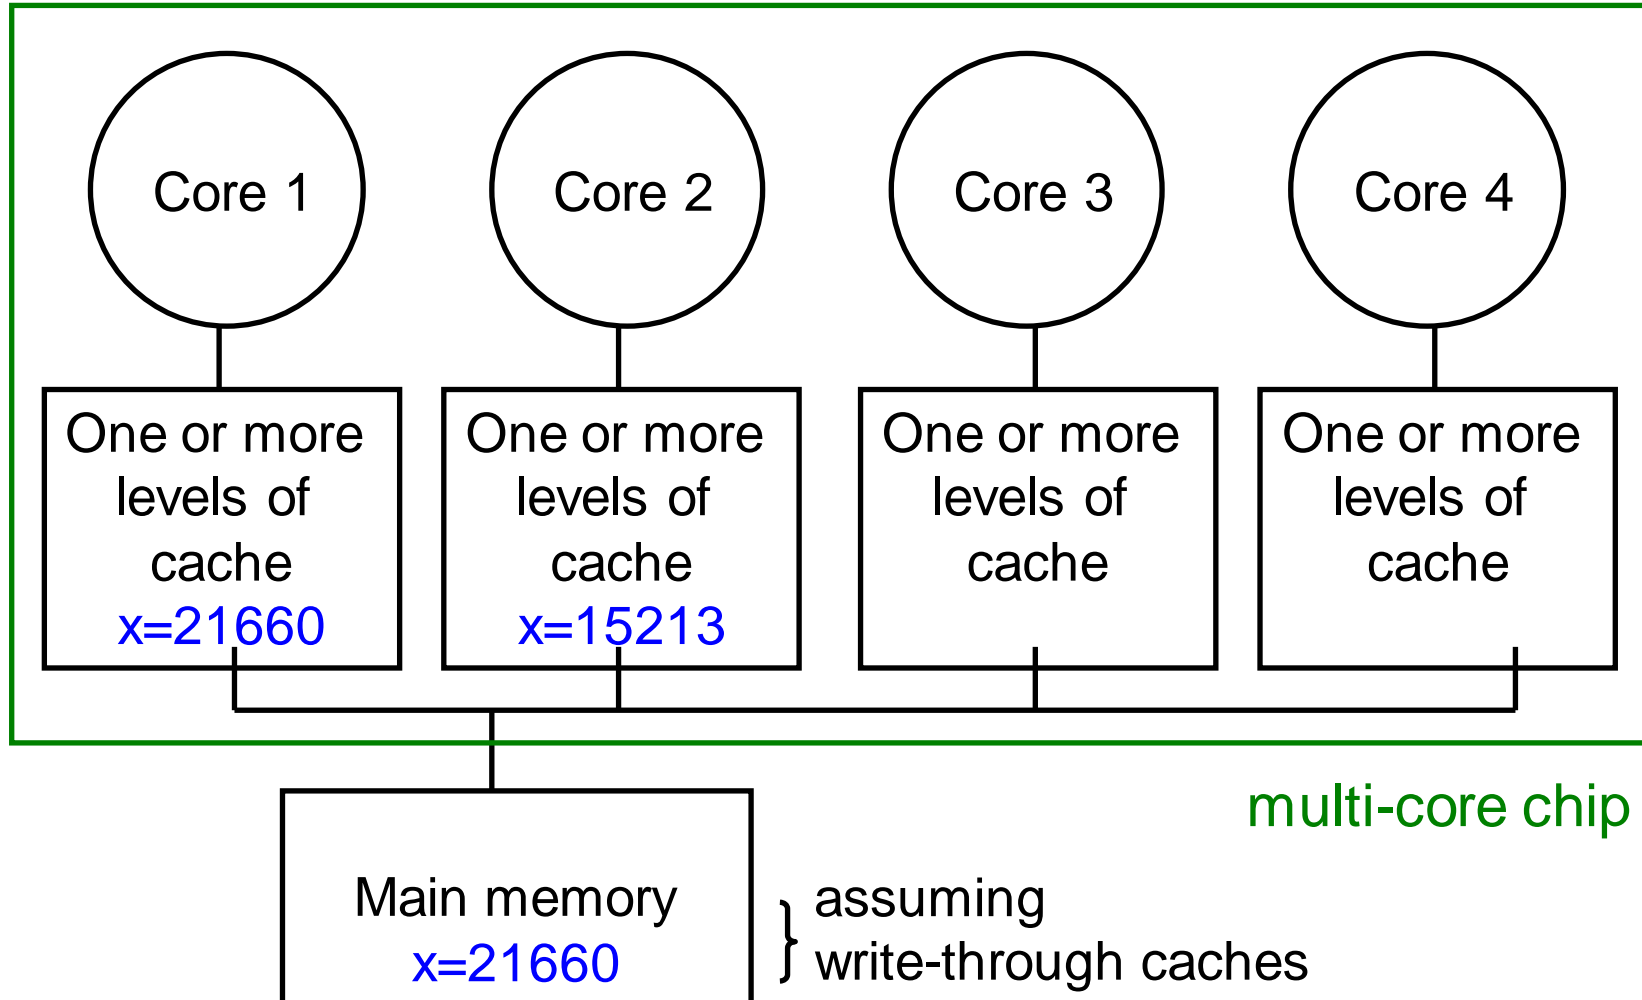 Core 1
Core 2
Core 3
Core 4
One or more
levels of
cache
x=21660
One or more
levels of
cache
x=15213
One or more
levels of
cache
One or more
levels of
cache
multi-core chip
Main memory
x=21660
assuming
write-through caches